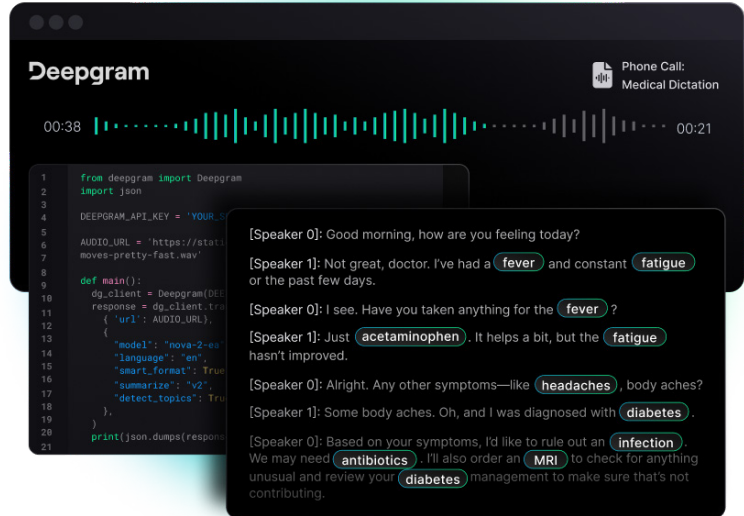 Deepgram
Phone Call:
Medical Dictation
00:38
00:21
1 from deepgram import Deepgram
2 import json
3
4 DEEPGRAM_API_KEY = 'YOUR_S
5
6 AUDIO_URL = 'https://stati
moves-pretty-fast.wav'
7
8 def main():
9 dg_client = Deepgram(DEE
10 response = dg_client.tra
11 { 'url': AUDIO_URL},
12 {
13 "model": "nova-2-ea"
14 "language": "en",
15 "smart_format": True
16 "summarize": "v2",
17 "detect_topics": Tru
18 },
19 )
20 print(json.dumps(respons
21
[Speaker 0]: Good morning, how are you feeling today?
[Speaker 1]: Not great, doctor. I've had a fever and constant fatigue
or the past few days.
[Speaker 0]: I see. Have you taken anything for the fever ?
[Speaker 1]: Just acetaminophen . It helps a bit, but the fatigue
hasn't improved.
[Speaker 0]: Alright. Any other symptoms—like headaches , body aches?
[Speaker 1]: Some body aches. Oh, and I was diagnosed with diabetes .
[Speaker 0]: Based on your symptoms, I'd like to rule out an infection .
We may need antibiotics . I'll also order an MRI to check for anything
unusual and review your diabetes management to make sure that's not
contributing.